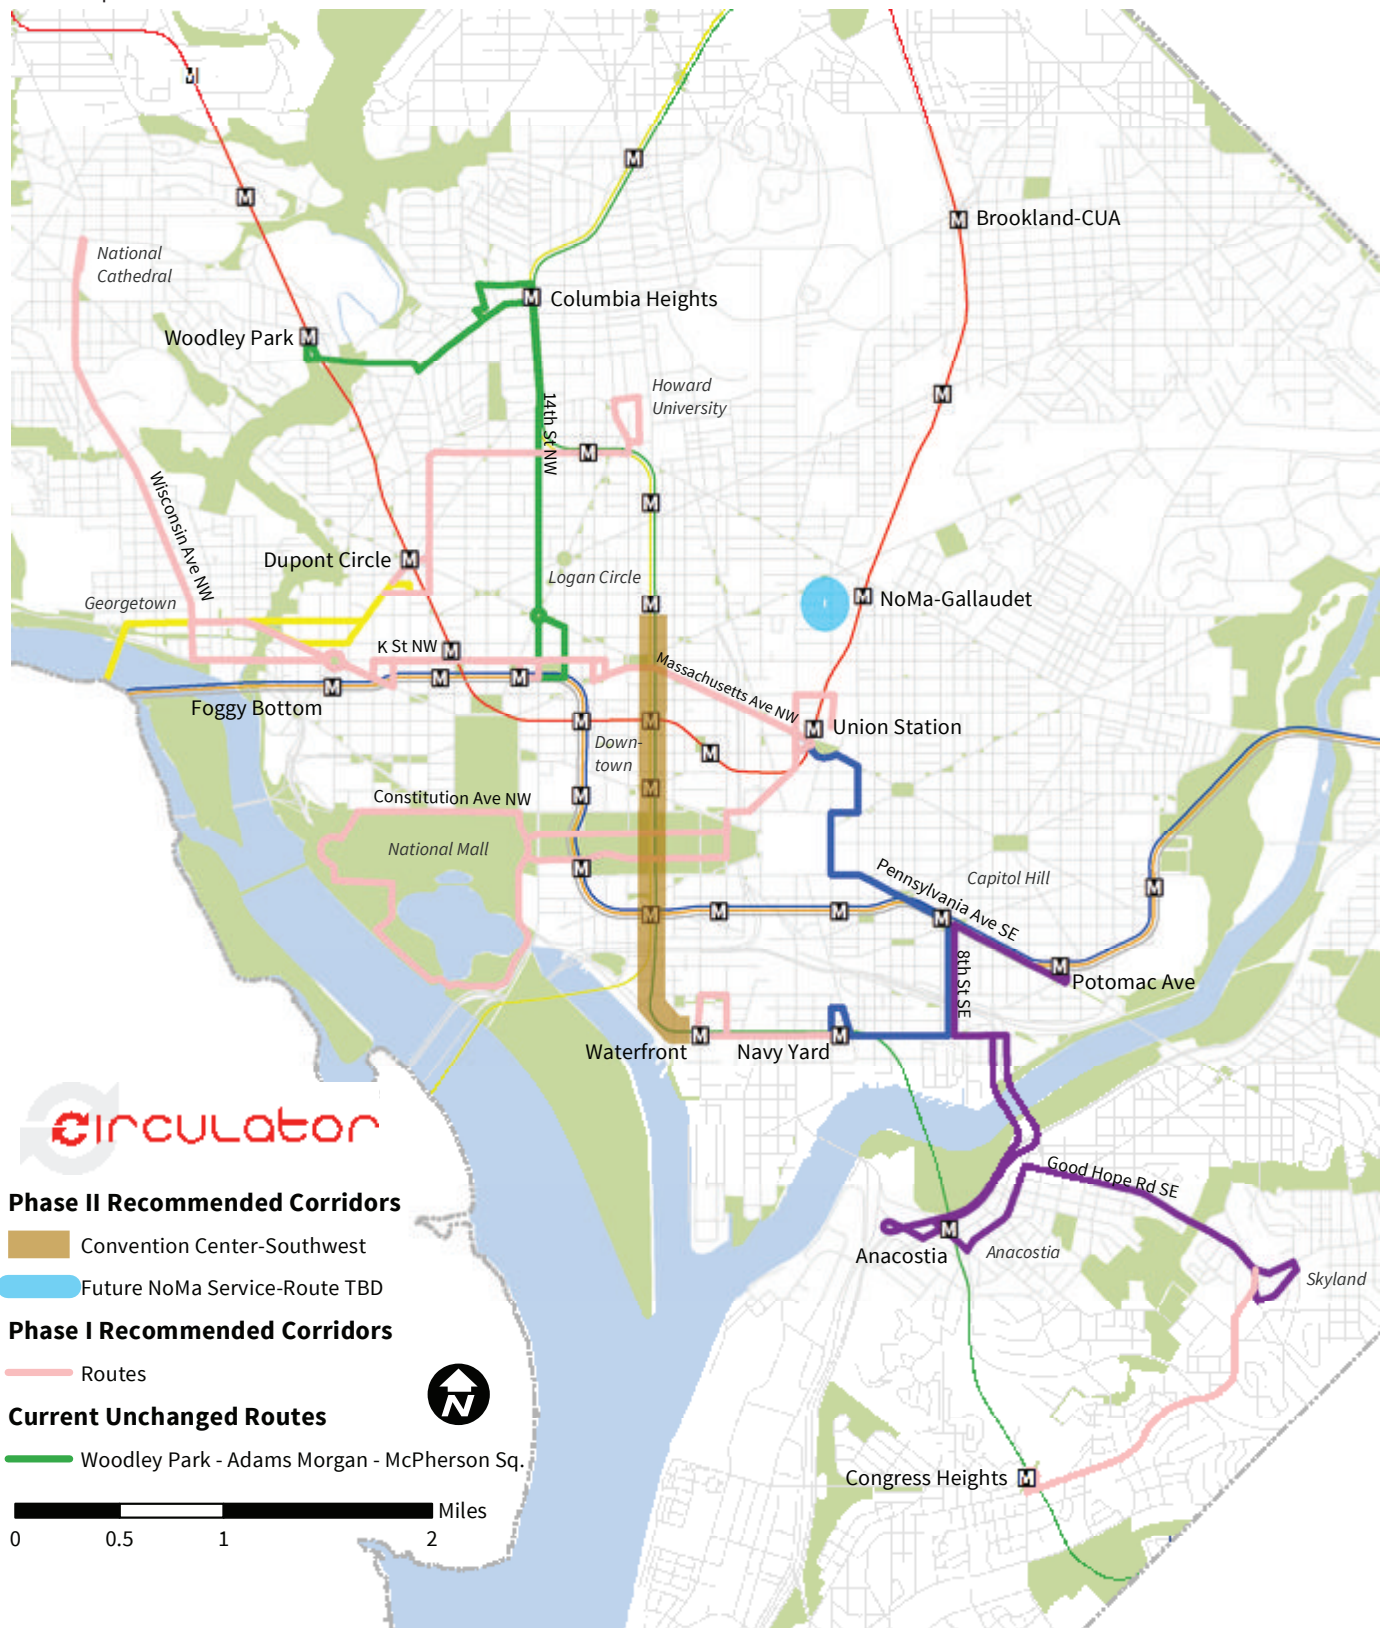 Brookland-CUA
National
Cathedral
Columbia Heights
Woodley Park
Howard
University
14th St NW
Wisconsin Ave NW
Dupont Circle
Logan Circle
NoMa-Gallaudet
Georgetown
K St NW
Massachusetts Ave NW
Foggy Bottom
Union Station
Down-
town
Constitution Ave NW
National Mall
Pennsylvania Ave SE
Capitol Hill
8th St SE
Potomac Ave
Waterfront
Navy Yard
circulator
Good Hope Rd SE
Phase II Recommended Corridors
Convention Center-Southwest
Anacostia
Anacostia
Skyland
Future NoMa Service-Route TBD
Phase I Recommended Corridors
Routes
N
Current Unchanged Routes
Woodley Park - Adams Morgan - McPherson Sq.
Congress Heights
Miles
0 0.5 1 2